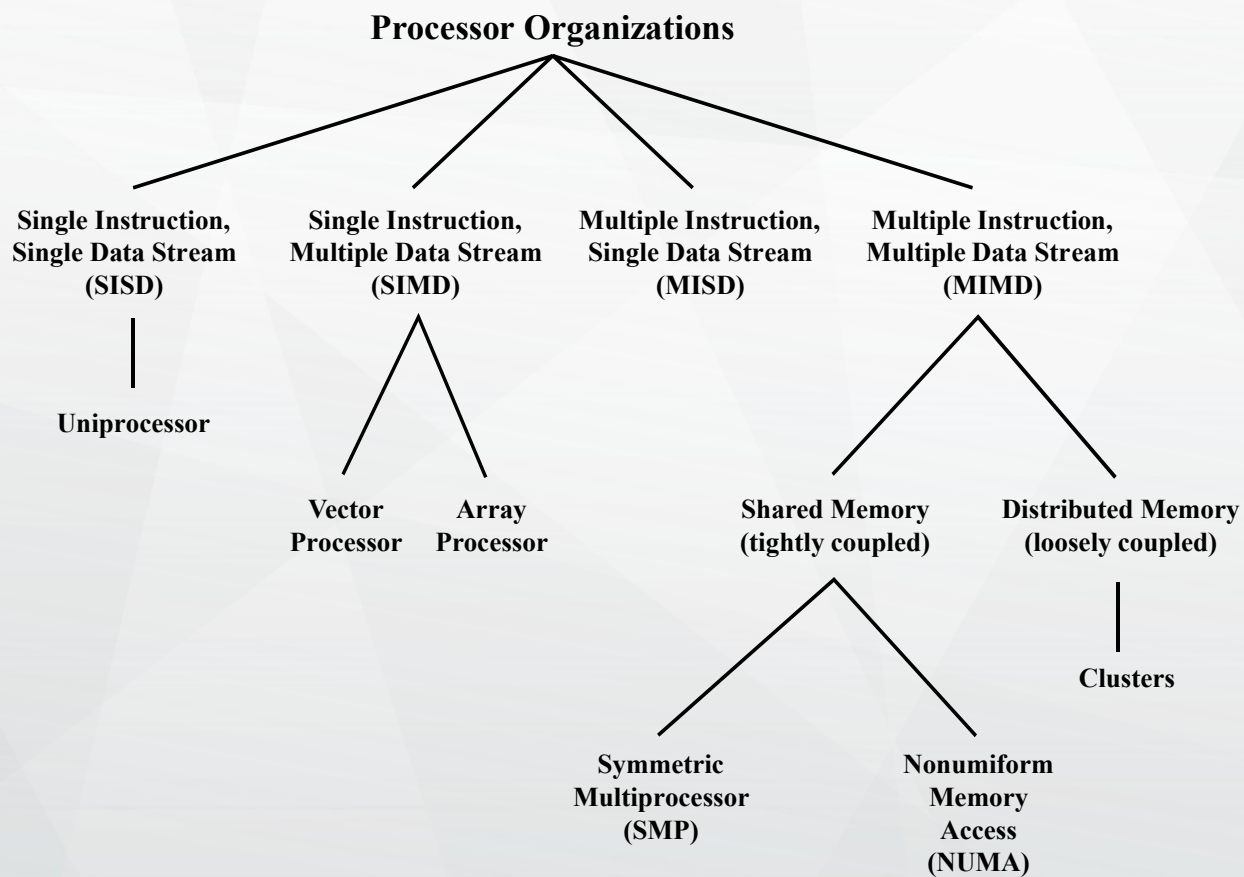 Processor Organizations
Single Instruction,
Single Data Stream
(SISD)
Single Instruction,
Multiple Data Stream
(SIMD)
Multiple Instruction,
Single Data Stream
(MISD)
Multiple Instruction,
Multiple Data Stream
(MIMD)
Uniprocessor
Vector
Processor
Array
Processor
Shared Memory
(tightly coupled)
Distributed Memory
(loosely coupled)
Clusters
Symmetric
Multiprocessor
(SMP)
Nonumiform
Memory
Access
(NUMA)